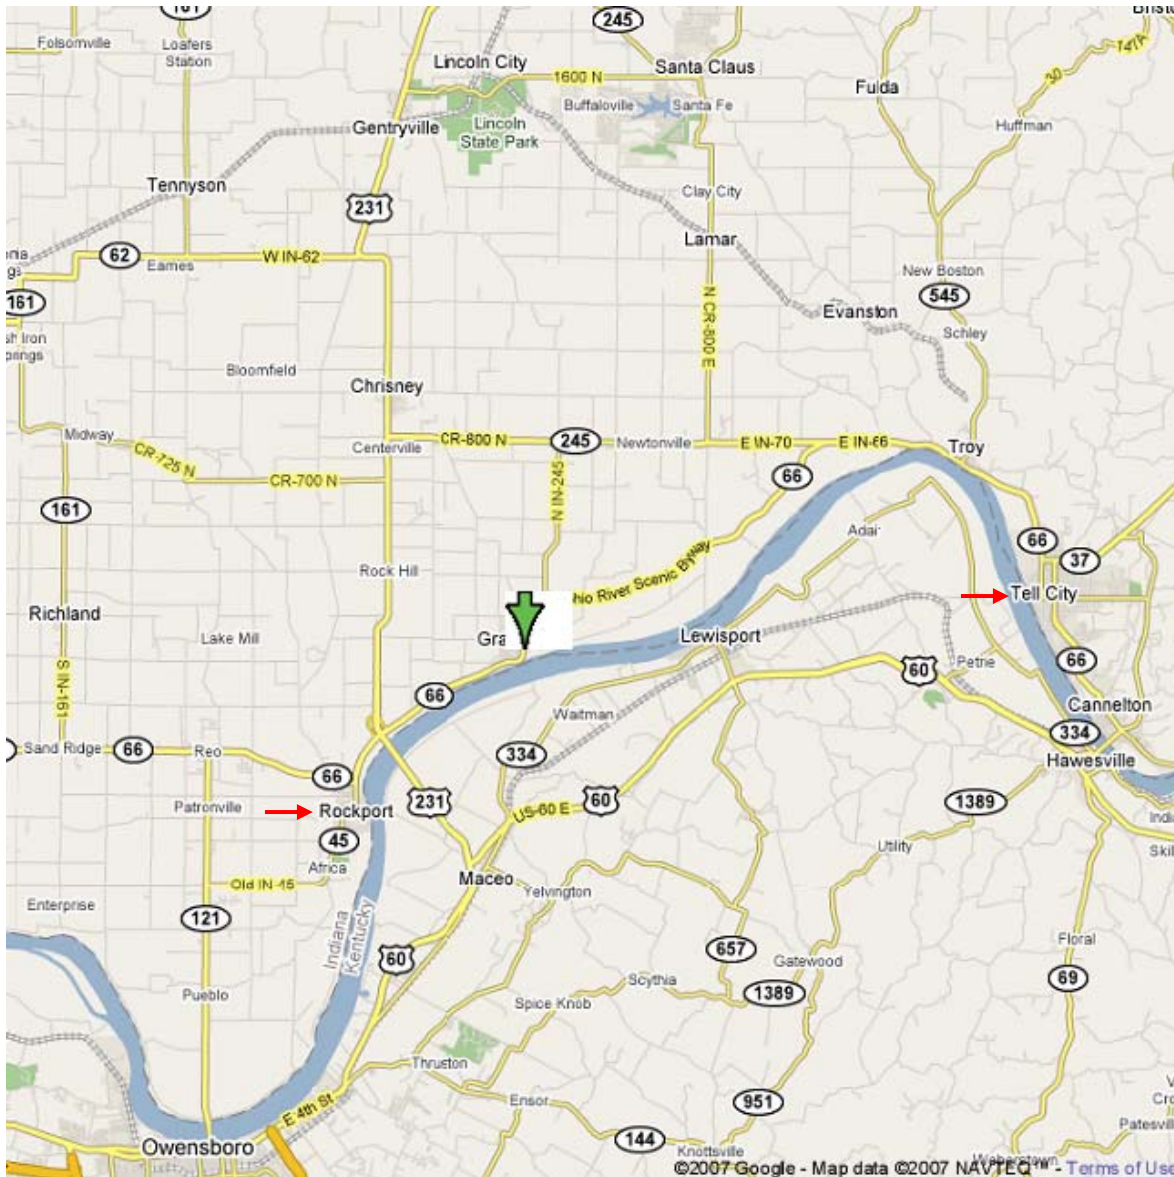 161
245
Folsomville
Loafers
Station
Lincoln City
1600 N
Santa Claus
147A
30
Fulda
Buffaloville
Santa Fe
Huffman
Gentryville
Lincoln
State Park
Tennyson
231
Clay City
Lamar
62
W IN-62
Eames
New Boston
545
161
N CR-800 E
Evanston
Schley
Bloomfield
Chrisney
Midway
CR-725 N
CR-700 N
Centerville
CR-800 N
245
Newtonville
E IN-70
E IN-66
Troy
66
161
N IN-245
Adair
66
37
Rock Hill
Ohio River Scenic Byway
Tell City
Richland
Lake Mill
Gra
Lewisport
S IN-161
66
60
Petrie
66
Waitman
Cannelton
334
334
Hawesville
Sand Ridge
66
Reo
66
Patronville
Rockport
231
US-60 E
60
1389
45
Utility
Africa
Old IN-45
Maceo
Yelvington
Enterprise
121
Indiana
Kentucky
60
657
Gatewood
Floral
69
Scythia
1389
Pueblo
Spice Knob
Thruston
E 4th St
Ensor
951
Owensboro
144
Knottsville
©2007 Google - Map data ©2007 NAVTEQ™ - Terms of Use